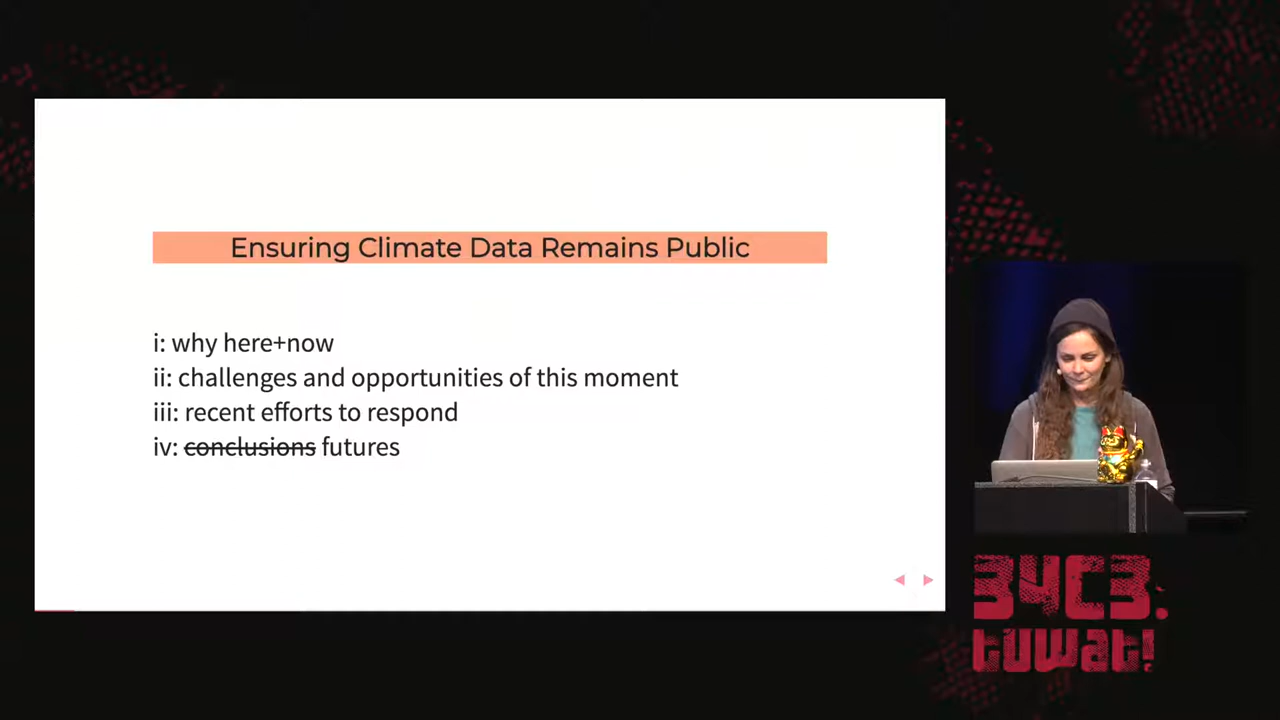 Ensuring Climate Data Remains Public
i: why here+now
ii: challenges and opportunities of this moment
iii: recent efforts to respond
iv: conclusions futures
34C3.
tuwat!